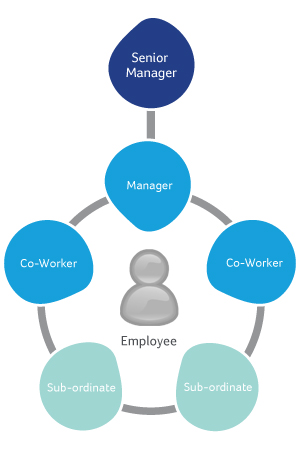 Senior
Manager
Manager
Co-Worker
Co-Worker
Employee
Sub-ordinate
Sub-ordinate